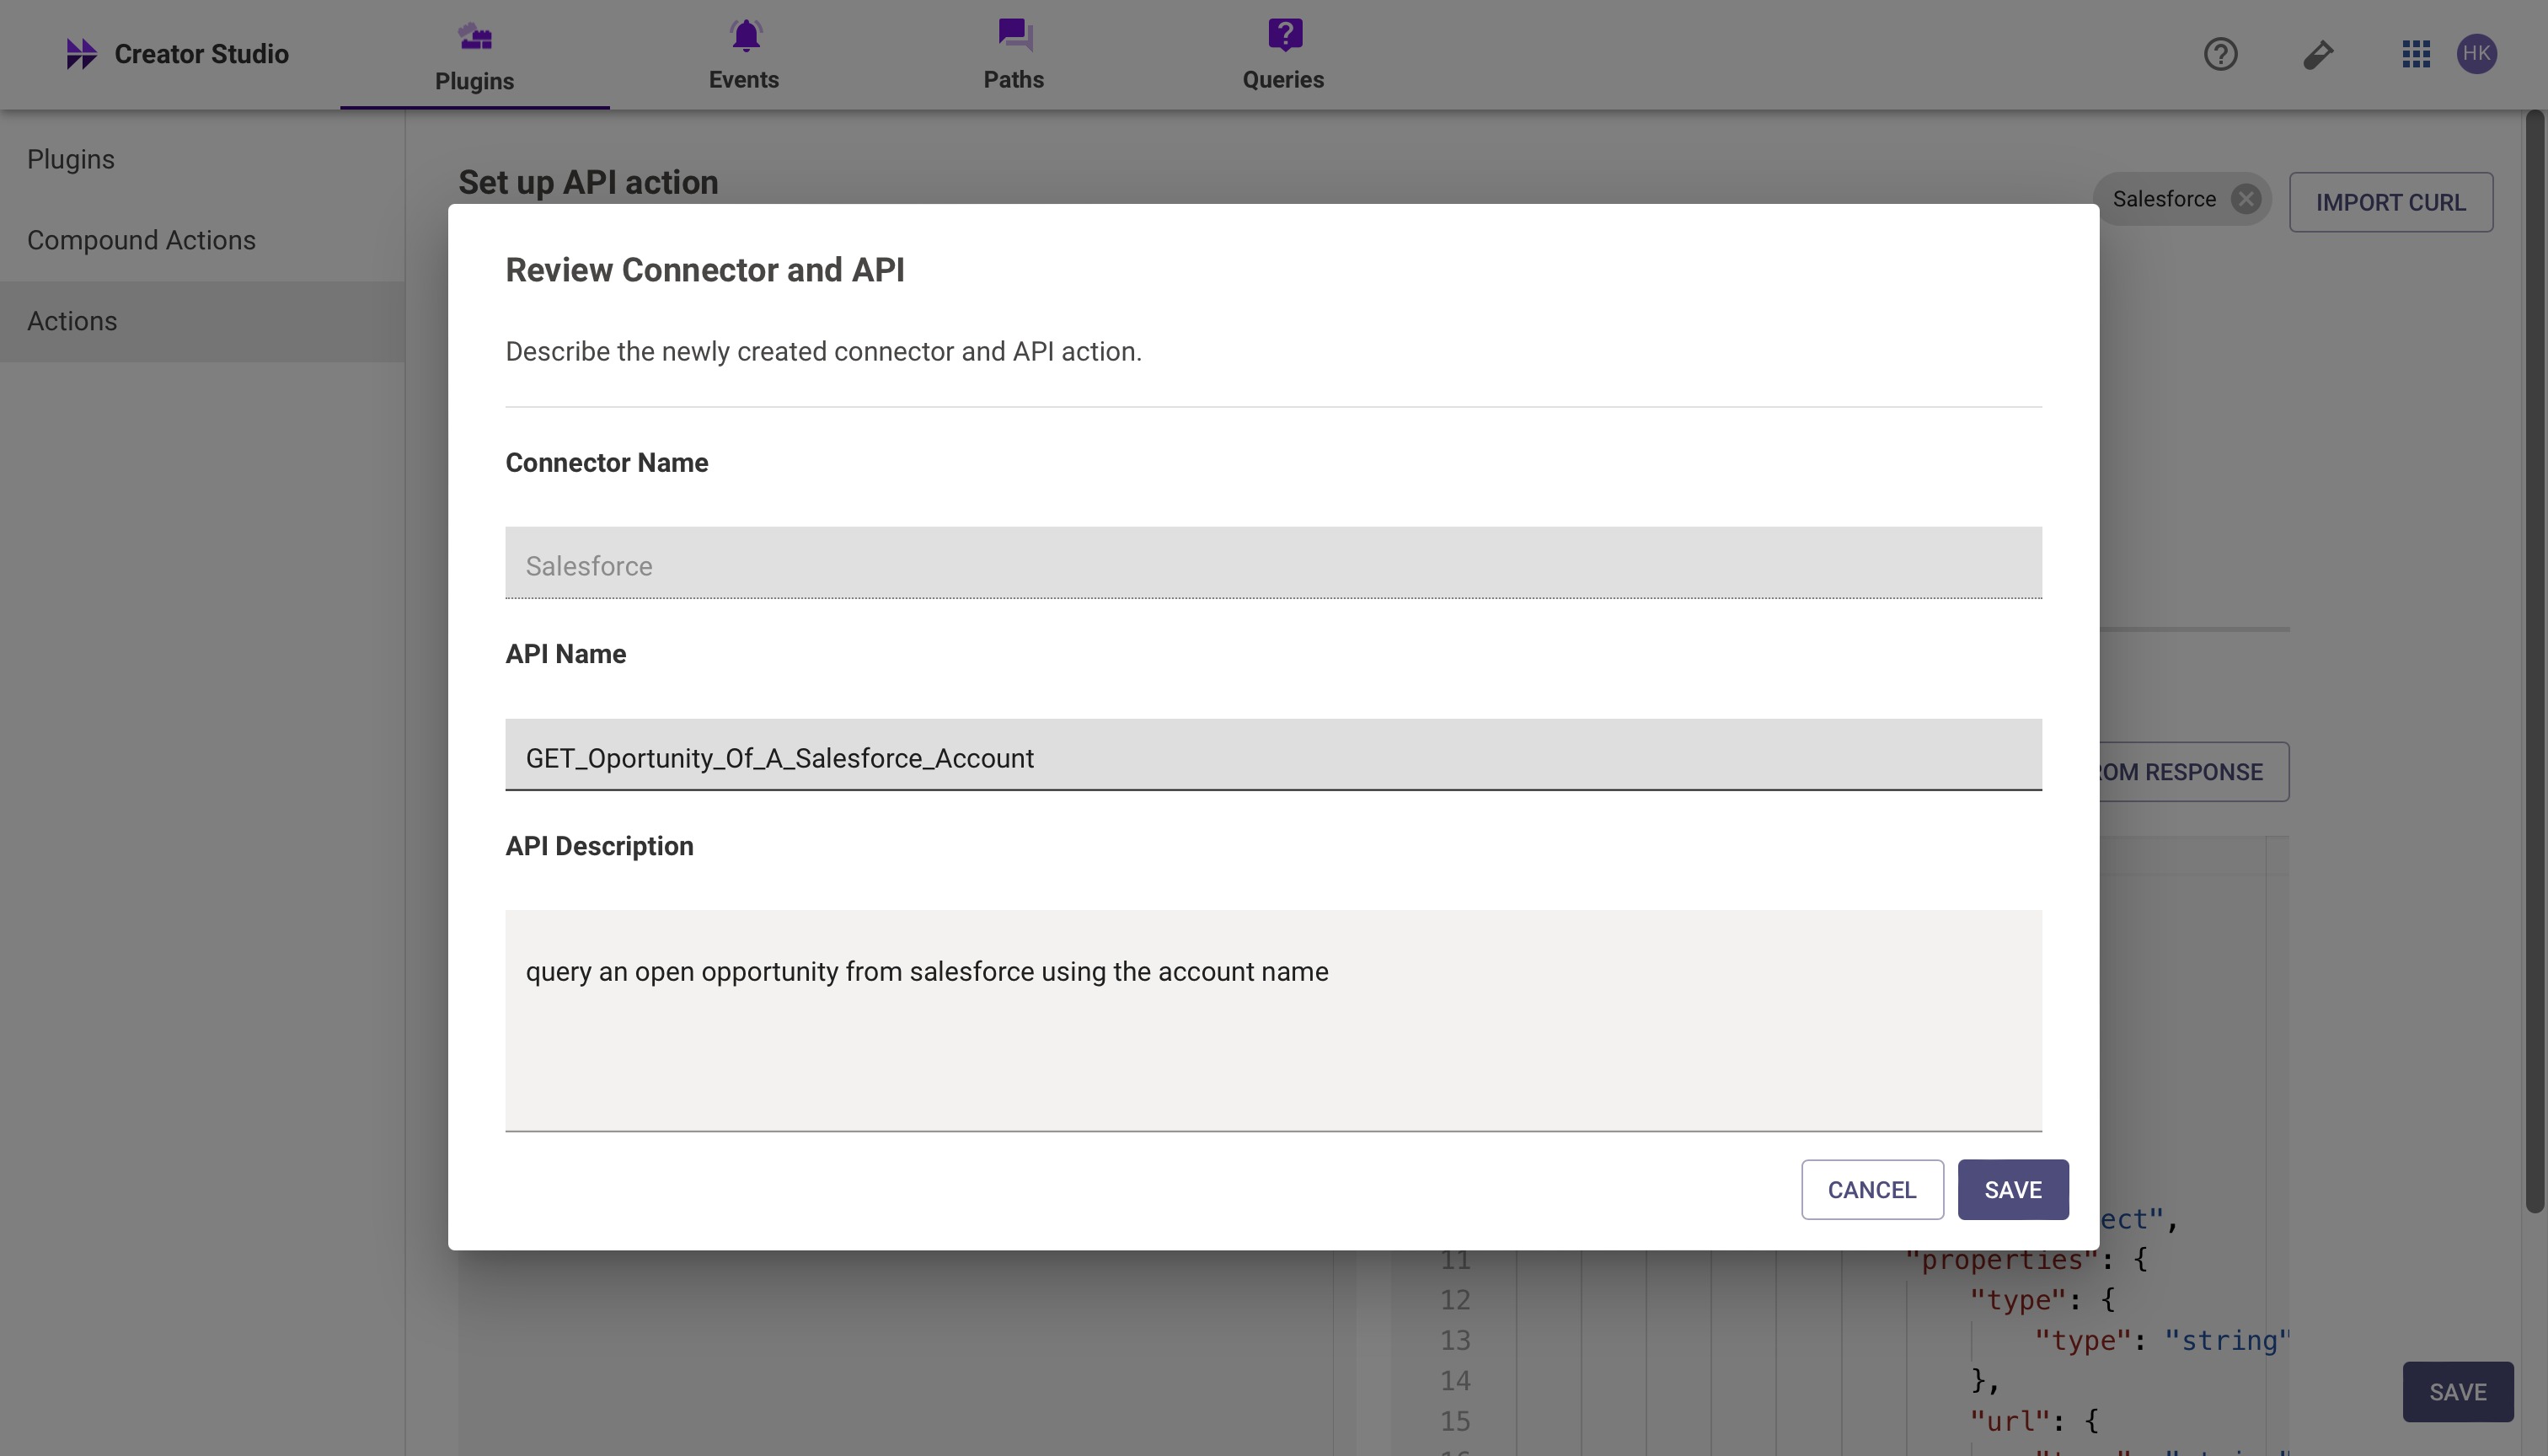 Creator Studio
Plugins
Events
Paths
Queries
HK
Plugins
Compound Actions
Actions
Set up API action
Salesforce
IMPORT CURL
Review Connector and API
Describe the newly created connector and API action.
Connector Name
Salesforce
API Name
GET_Oportunity_Of_A_Salesforce_Account
ROM RESPONSE
API Description
query an open opportunity from salesforce using the account name
CANCEL
SAVE
ect",
11 "properties": {
12 "type": {
13 "type": "string"
14 },
15 "url": {
SAVE